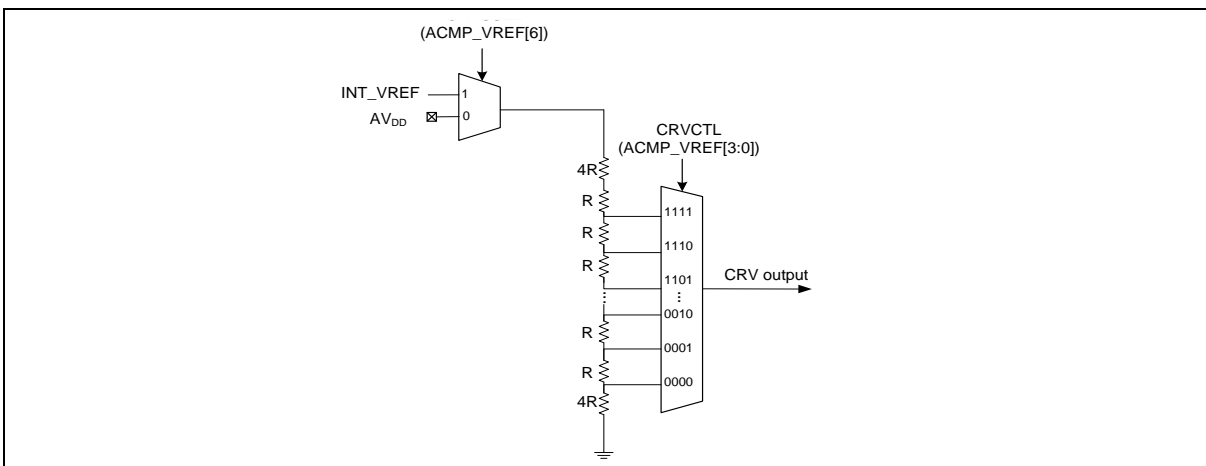 (ACMP_VREF[6])
INT_VREF
1
AVDD
0
CRVCTL
(ACMP_VREF[3:0])
4R
R
1111
R
1110
R
1101
CRV output
0010
R
0001
R
0000
4R